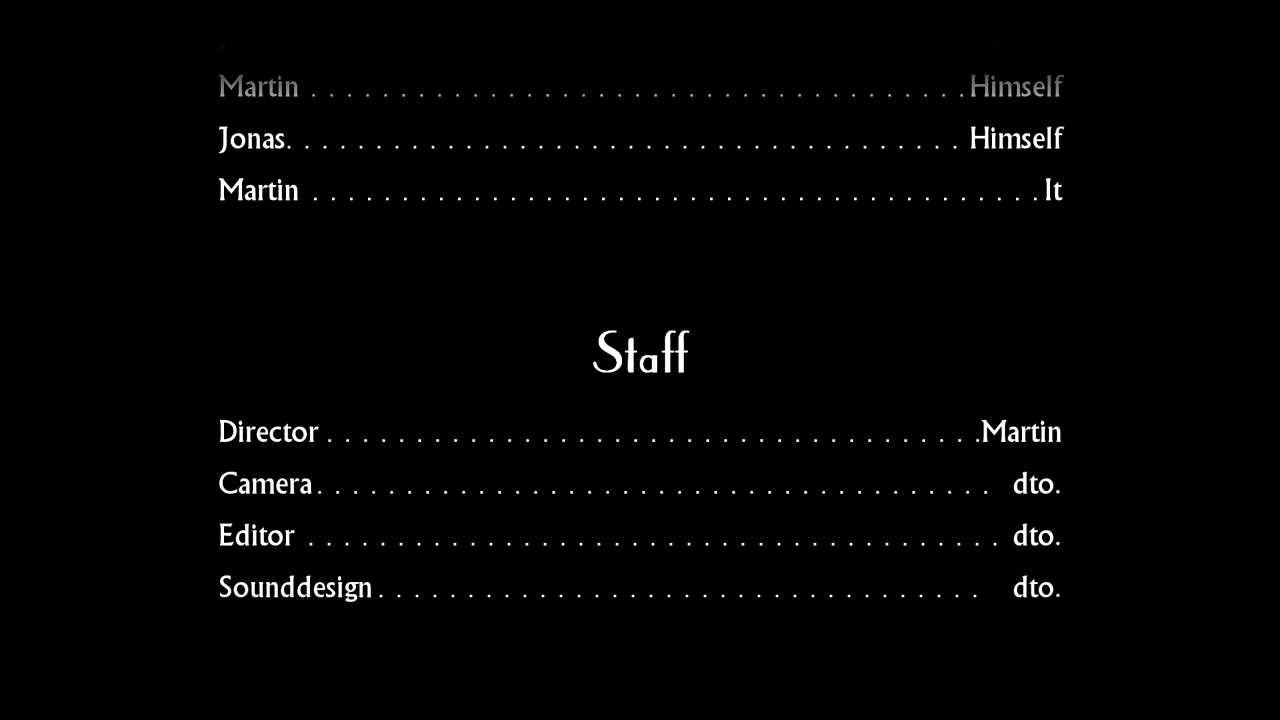 Martin . . . . . . . . . . . . . . . . . . . . . . . . . . . . . . . . . . . . . Himself
Jonas. . . . . . . . . . . . . . . . . . . . . . . . . . . . . . . . . . . . . . Himself
Martin . . . . . . . . . . . . . . . . . . . . . . . . . . . . . . . . . . . . . . . . . It
Staff
Director . . . . . . . . . . . . . . . . . . . . . . . . . . . . . . . . . . . . .Martin
Camera. . . . . . . . . . . . . . . . . . . . . . . . . . . . . . . . . . . . . . dto.
Editor . . . . . . . . . . . . . . . . . . . . . . . . . . . . . . . . . . . . . . . dto.
Sounddesign . . . . . . . . . . . . . . . . . . . . . . . . . . . . . . . . . . dto.